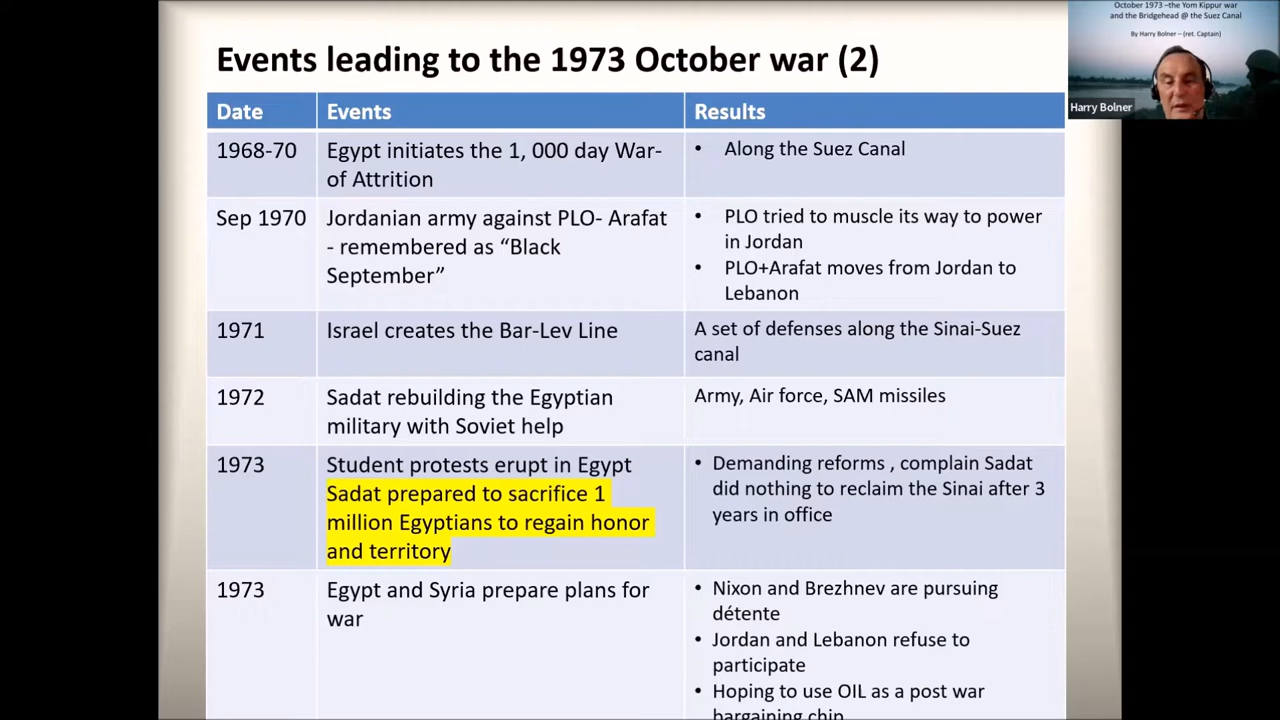 October 1973 –the Yom Kippur war
and the Bridgehead @ the Suez Canal
By Harry Bolner – (ret. Captain)
Harry Bolner
Events leading to the 1973 October war (2)
Date Events Results
1968-70 Egypt initiates the 1, 000 day War-
of Attrition
• Along the Suez Canal
Sep 1970 Jordanian army against PLO- Arafat
- remembered as “Black
September”
• PLO tried to muscle its way to power
in Jordan
• PLO+Arafat moves from Jordan to
Lebanon
1971 Israel creates the Bar-Lev Line
A set of defenses along the Sinai-Suez
canal
1972 Sadat rebuilding the Egyptian
military with Soviet help
Army, Air force, SAM missiles
1973 Student protests erupt in Egypt
Sadat prepared to sacrifice 1
million Egyptians to regain honor
and territory
• Demanding reforms , complain Sadat
did nothing to reclaim the Sinai after 3
years in office
1973 Egypt and Syria prepare plans for
war
• Nixon and Brezhnev are pursuing
détente
• Jordan and Lebanon refuse to
participate
• Hoping to use OIL as a post war
bargaining chip